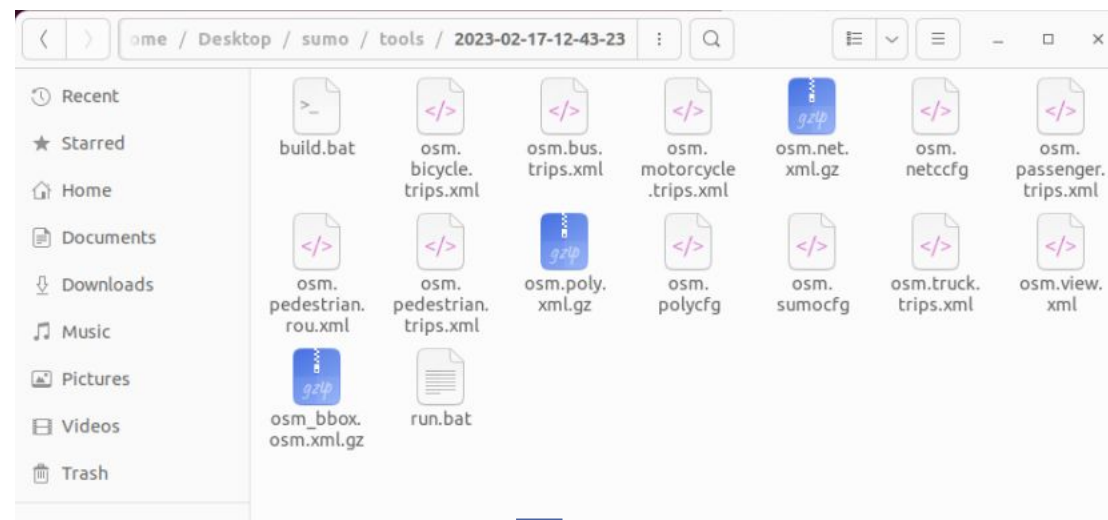 ome / Desktop / sumo / tools / 2023-02-17-12-43-23
Recent
Starred
Home
Documents
Downloads
Music
Pictures
Videos
Trash
>_
build.bat
</>
osm.
bicycle.
trips.xml
</>
osm.bus.
trips.xml
</>
osm.
motorcycle
.trips.xml
gzip
osm.net.
xml.gz
</>
osm.
netccfg
</>
osm.
passenger.
trips.xml
</>
osm.
pedestrian.
rou.xml
</>
osm.
pedestrian.
trips.xml
gzip
osm.poly.
xml.gz
</>
osm.
polycfg
</>
osm.
sumocfg
</>
osm.truck.
trips.xml
</>
osm.view.
xml
gzip
osm_bbox.
osm.xml.gz
run.bat